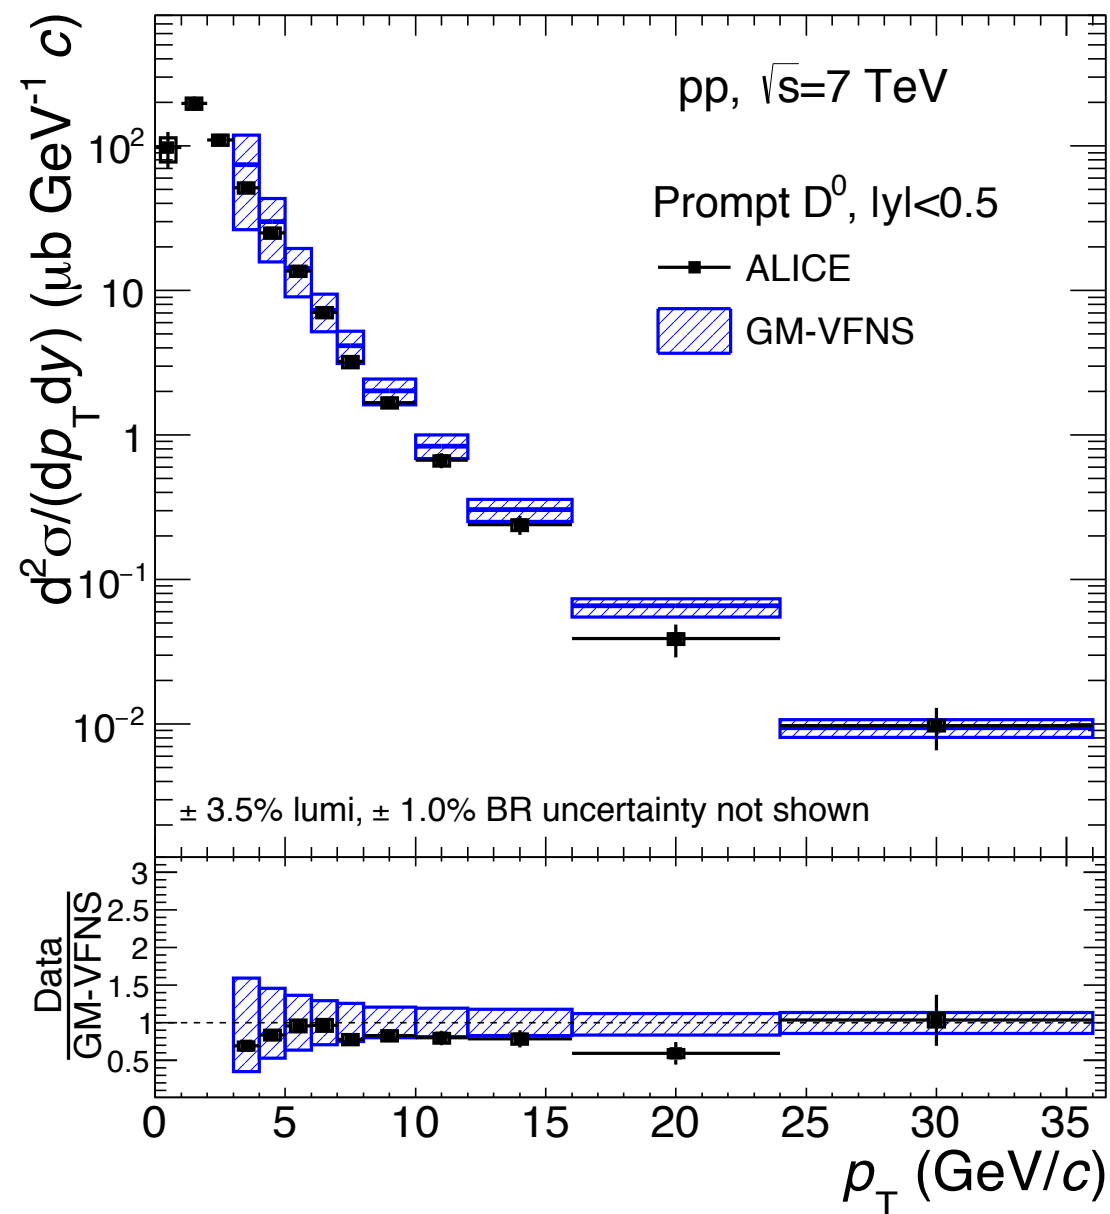 pp, √s=7 TeV
Prompt D⁰, |y|<0.5
ALICE
GM-VFNS
d²σ/(dp_T dy) (μb GeV⁻¹ c)
10²
10
1
10⁻¹
10⁻²
± 3.5% lumi, ± 1.0% BR uncertainty not shown
Data
GM-VFNS
3
2.5
2
1.5
1
0.5
0 5 10 15 20 25 30 35
p_T (GeV/c)